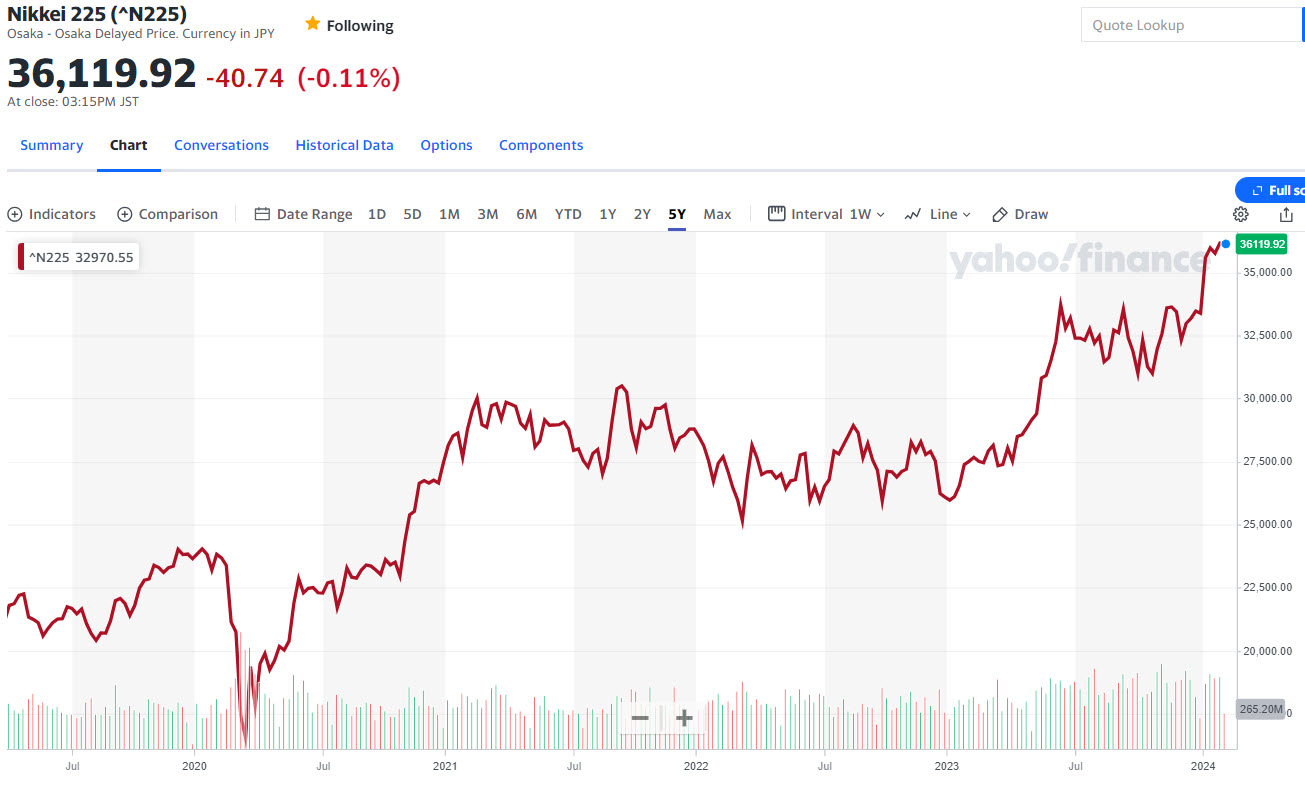 Nikkei 225 (^N225)
Osaka - Osaka Delayed Price. Currency in JPY
Following
Quote Lookup
36,119.92 -40.74 (-0.11%)
At close: 03:15PM JST
Summary Chart Conversations Historical Data Options Components
Full sc
Indicators Comparison Date Range 1D 5D 1M 3M 6M YTD 1Y 2Y 5Y Max Interval 1W Line Draw
^N225 32970.55
yahoo!finance
36119.92
35,000.00
32,500.00
30,000.00
27,500.00
25,000.00
22,500.00
20,000.00
265.20M
Jul 2020 Jul 2021 Jul 2022 Jul 2023 Jul 2024